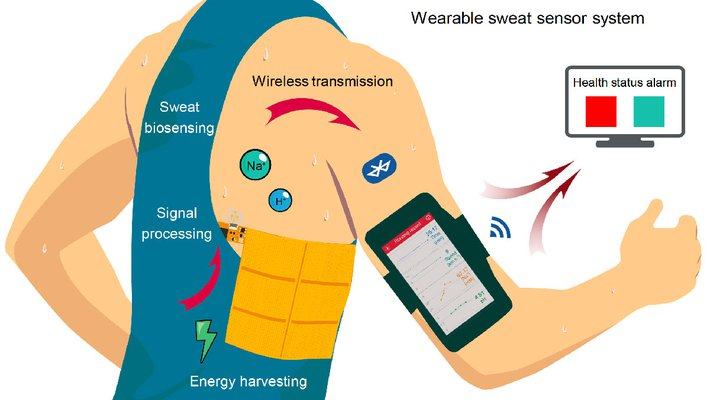 Wearable sweat sensor system
Health status alarm
Wireless transmission
Sweat
biosensing
Na⁺
H⁺
Signal
processing
Energy harvesting